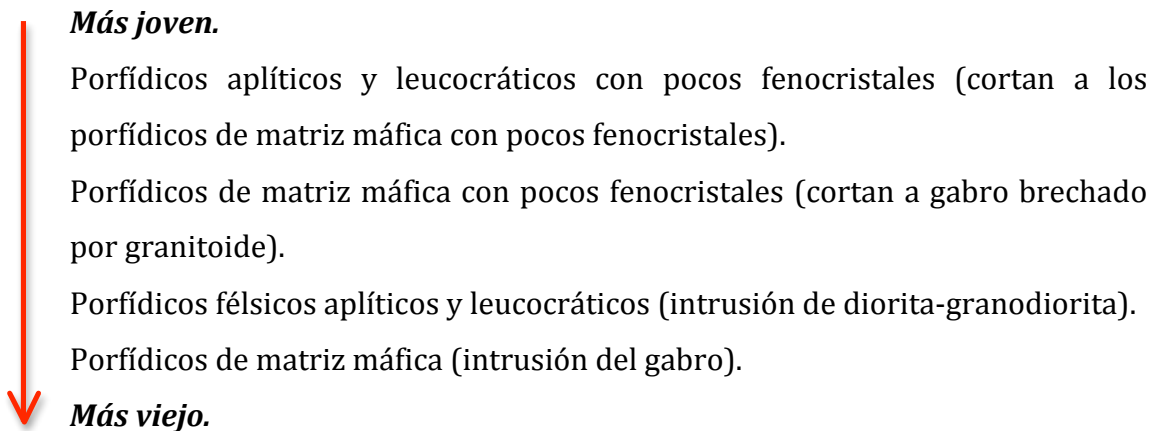 Más joven.
Porfídicos aplíticos y leucocráticos con pocos fenocristales (cortan a los
porfídicos de matriz máfica con pocos fenocristales).
Porfídicos de matriz máfica con pocos fenocristales (cortan a gabro brechado
por granitoide).
Porfídicos félsicos aplíticos y leucocráticos (intrusión de diorita-granodiorita).
Porfídicos de matriz máfica (intrusión del gabro).
Más viejo.